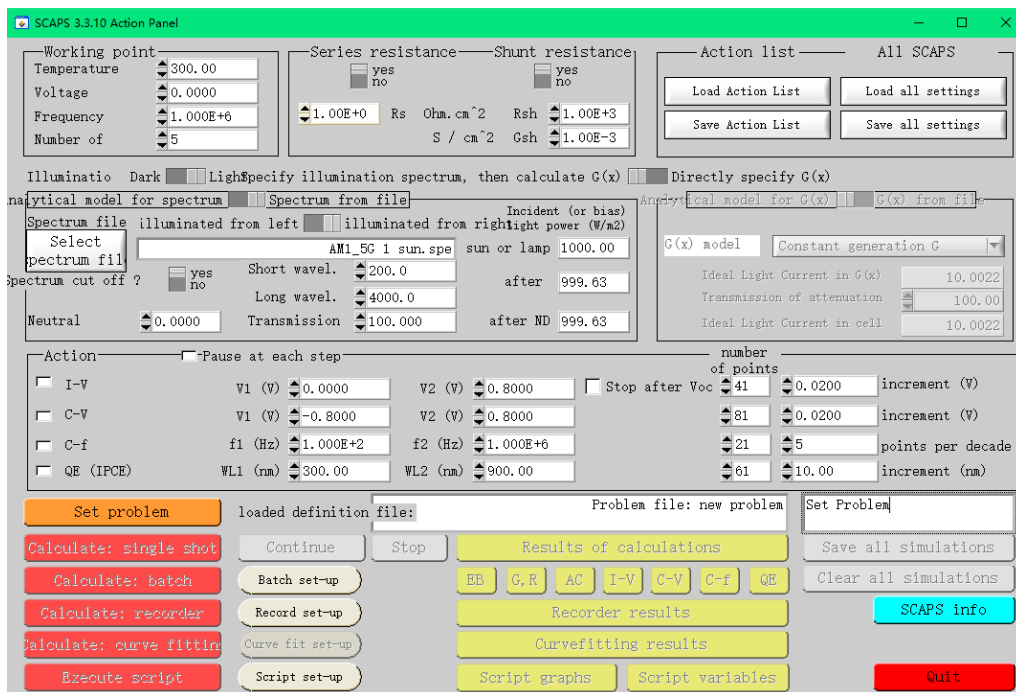 SCAPS 3.3.10 Action Panel
Working point
Temperature 300.00
Voltage 0.0000
Frequency 1.000E+6
Number of 5
Series resistance Shunt resistance
yes yes
no no
1.00E+0 Rs Ohm.cm^2 Rsh 1.00E+3
S / cm^2 Gsh 1.00E-3
Action list All SCAPS
Load Action List Load all settings
Save Action List Save all settings
Illuminatio Dark Light Specify illumination spectrum, then calculate G(x) Directly specify G(x)
nalytical model for spectrum Spectrum from file
Analytical model for G(x) G(x) from file
Spectrum file illuminated from left illuminated from right
Incident (or bias)
light power (W/m2)
Select
spectrum fil
AM1_5G 1 sun.spe sun or lamp 1000.00
Spectrum cut off ? yes
no
Short wavel. 200.0 after 999.63
Long wavel. 4000.0
Neutral 0.0000 Transmission 100.000 after ND 999.63
G(x) model Constant generation G
Ideal Light Current in G(x) 10.0022
Transmission of attenuation 100.00
Ideal Light Current in cell 10.0022
Action Pause at each step number
of points
I-V V1 (V) 0.0000 V2 (V) 0.8000 Stop after Voc 41 0.0200 increment (V)
C-V V1 (V) -0.8000 V2 (V) 0.8000 81 0.0200 increment (V)
C-f f1 (Hz) 1.000E+2 f2 (Hz) 1.000E+6 21 5 points per decade
QE (IPCE) WL1 (nm) 300.00 WL2 (nm) 900.00 61 10.00 increment (nm)
Set problem loaded definition file: Problem file: new problem Set Problem
Calculate: single shot Continue Stop Results of calculations Save all simulations
Calculate: batch Batch set-up EB G,R AC I-V C-V C-f QE Clear all simulations
Calculate: recorder Record set-up Recorder results SCAPS info
Calculate: curve fittin Curve fit set-up Curvefitting results
Execute script Script set-up Script graphs Script variables Quit